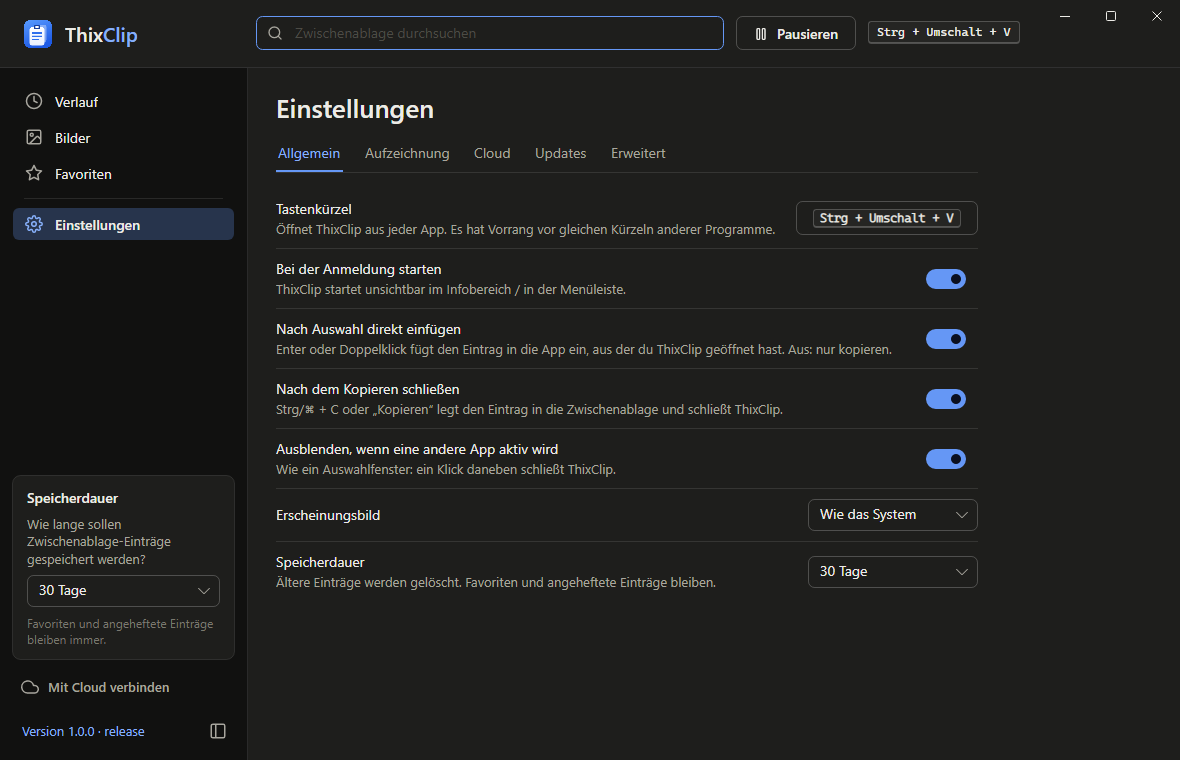 ThixClip
Zwischenablage durchsuchen
Pausieren
Strg + Umschalt + V
Verlauf
Bilder
Favoriten
Einstellungen
Speicherdauer
Wie lange sollen
Zwischenablage-Einträge
gespeichert werden?
30 Tage
Favoriten und angeheftete Einträge
bleiben immer.
Mit Cloud verbinden
Version 1.0.0 · release
Einstellungen
Allgemein Aufzeichnung Cloud Updates Erweitert
Tastenkürzel
Öffnet ThixClip aus jeder App. Es hat Vorrang vor gleichen Kürzeln anderer Programme.
Strg + Umschalt + V
Bei der Anmeldung starten
ThixClip startet unsichtbar im Infobereich / in der Menüleiste.
Nach Auswahl direkt einfügen
Enter oder Doppelklick fügt den Eintrag in die App ein, aus der du ThixClip geöffnet hast. Aus: nur kopieren.
Nach dem Kopieren schließen
Strg/⌘ + C oder „Kopieren“ legt den Eintrag in die Zwischenablage und schließt ThixClip.
Ausblenden, wenn eine andere App aktiv wird
Wie ein Auswahlfenster: ein Klick daneben schließt ThixClip.
Erscheinungsbild
Wie das System
Speicherdauer
Ältere Einträge werden gelöscht. Favoriten und angeheftete Einträge bleiben.
30 Tage